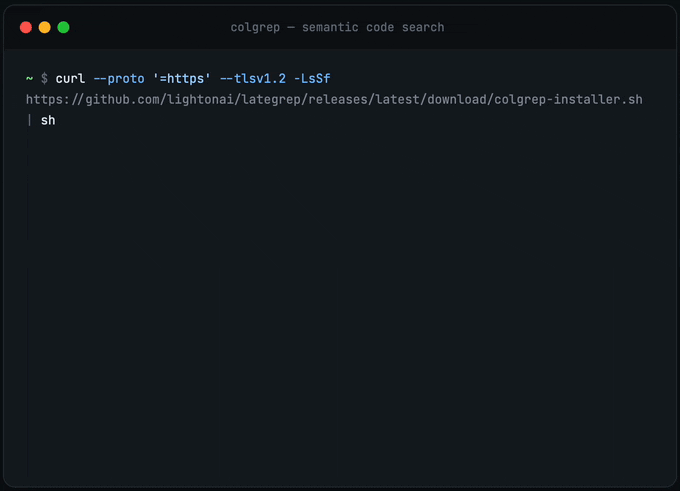 colgrep — semantic code search
~ $ curl --proto '=https' --tlsv1.2 -LsSf
https://github.com/lightonai/lategrep/releases/latest/download/colgrep-installer.sh
| sh